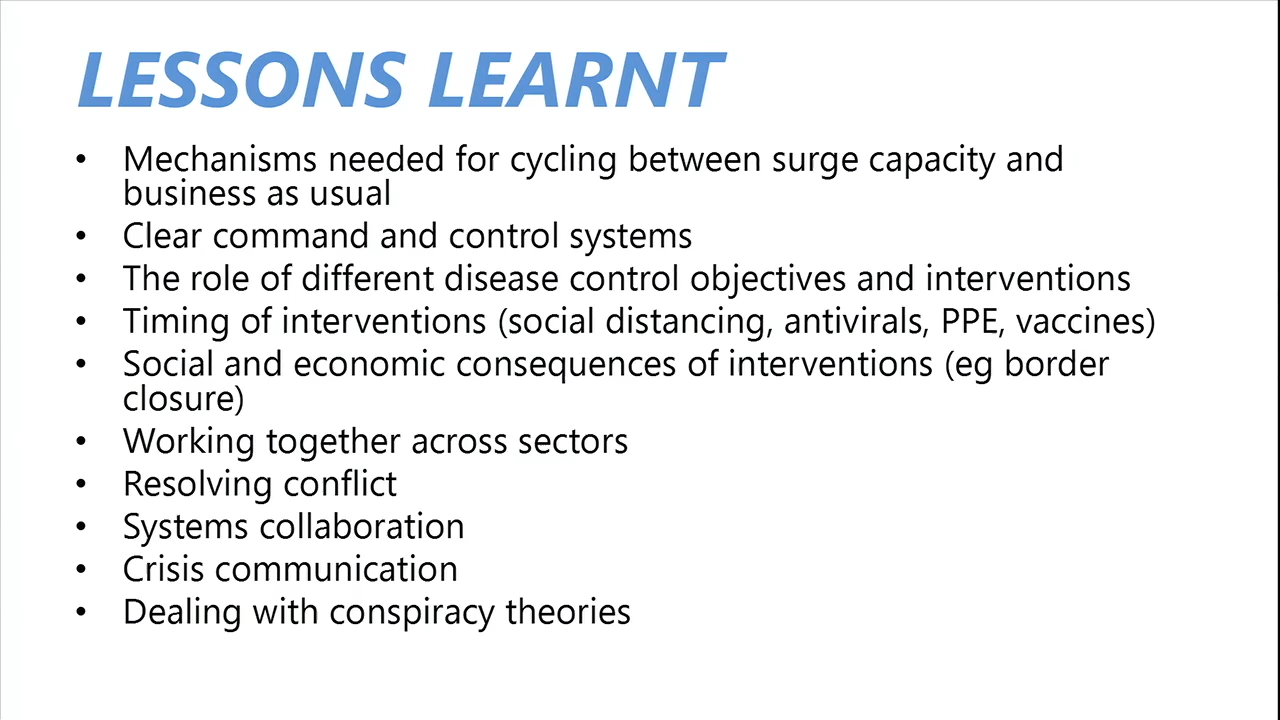 LESSONS LEARNT
• Mechanisms needed for cycling between surge capacity and
business as usual
• Clear command and control systems
• The role of different disease control objectives and interventions
• Timing of interventions (social distancing, antivirals, PPE, vaccines)
• Social and economic consequences of interventions (eg border
closure)
• Working together across sectors
• Resolving conflict
• Systems collaboration
• Crisis communication
• Dealing with conspiracy theories